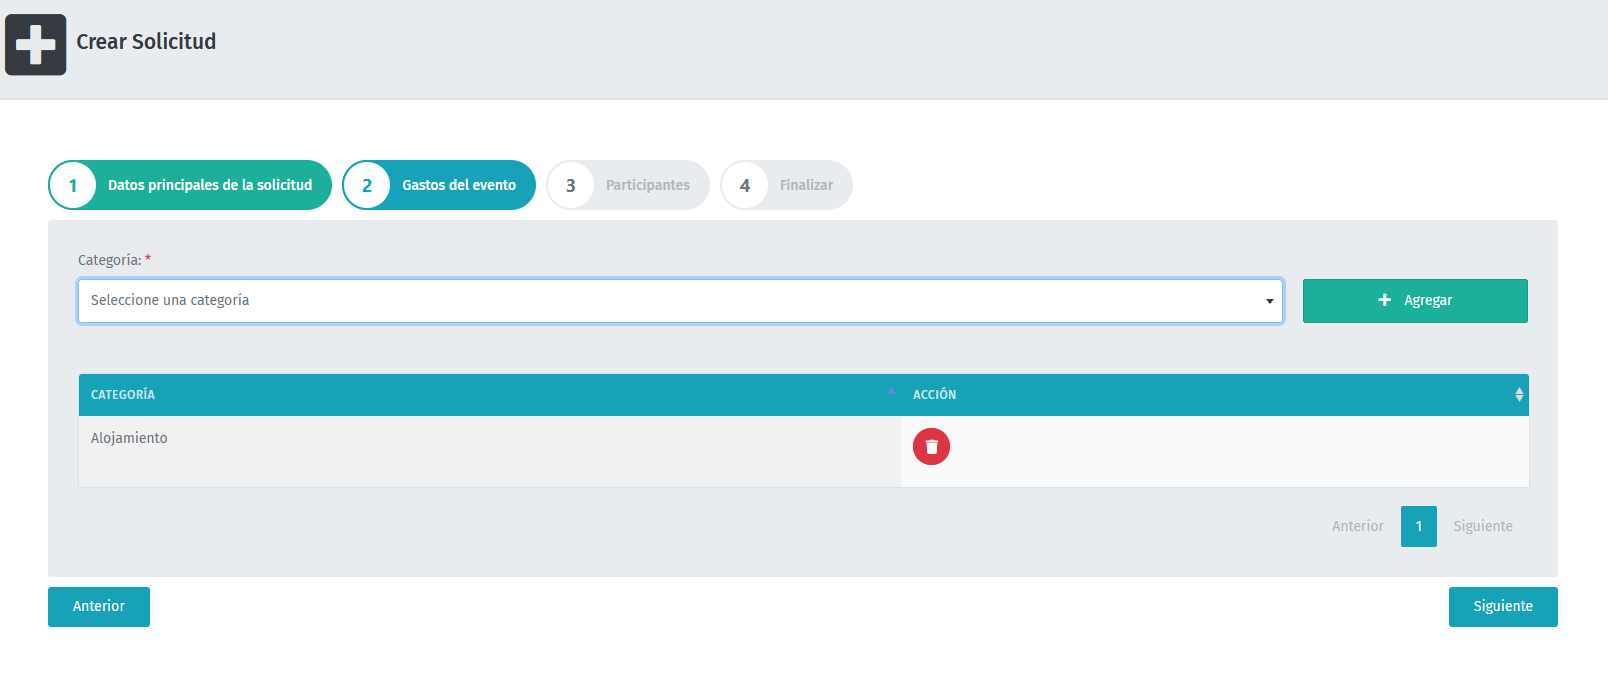 Crear Solicitud
1 Datos principales de la solicitud
2 Gastos del evento
3 Participantes
4 Finalizar
Categoría: *
Seleccione una categoría
Agregar
CATEGORÍA
ACCIÓN
Alojamiento
Anterior 1 Siguiente
Anterior
Siguiente